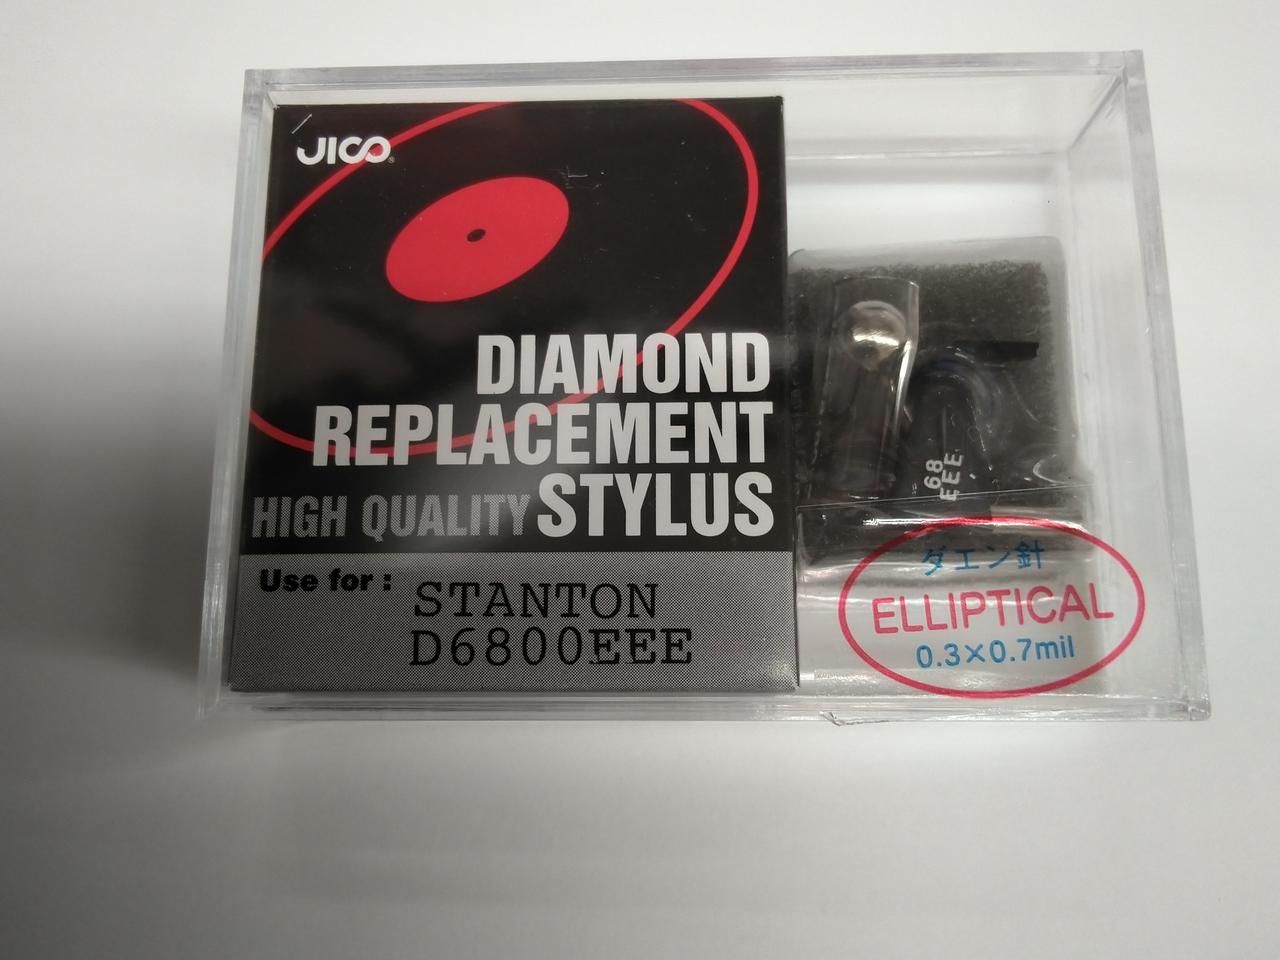 JICO®
DIAMOND
REPLACEMENT
HIGH QUALITY STYLUS
Use for :
STANTON
D6800EEE
68
EEE
ダエン針
ELLIPTICAL
0.3×0.7mil